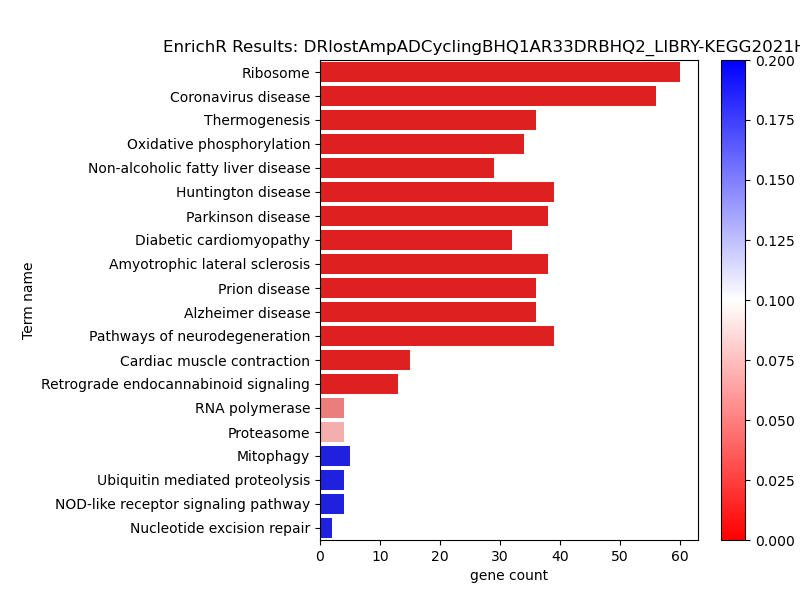 EnrichR Results: DRlostAmpADCyclingBHQ1AR33DRBHQ2_LIBRY-KEGG2021H
Ribosome
Coronavirus disease
Thermogenesis
Oxidative phosphorylation
Non-alcoholic fatty liver disease
Huntington disease
Parkinson disease
Diabetic cardiomyopathy
Amyotrophic lateral sclerosis
Prion disease
Alzheimer disease
Pathways of neurodegeneration
Cardiac muscle contraction
Retrograde endocannabinoid signaling
RNA polymerase
Proteasome
Mitophagy
Ubiquitin mediated proteolysis
NOD-like receptor signaling pathway
Nucleotide excision repair
Term name
0 10 20 30 40 50 60
gene count
0.200
0.175
0.150
0.125
0.100
0.075
0.050
0.025
0.000